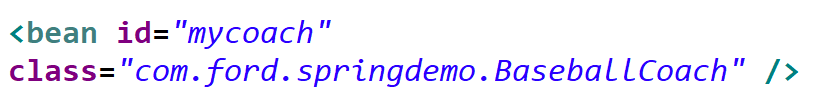 <bean id="mycoach"
class="com.ford.springdemo.BaseballCoach" />